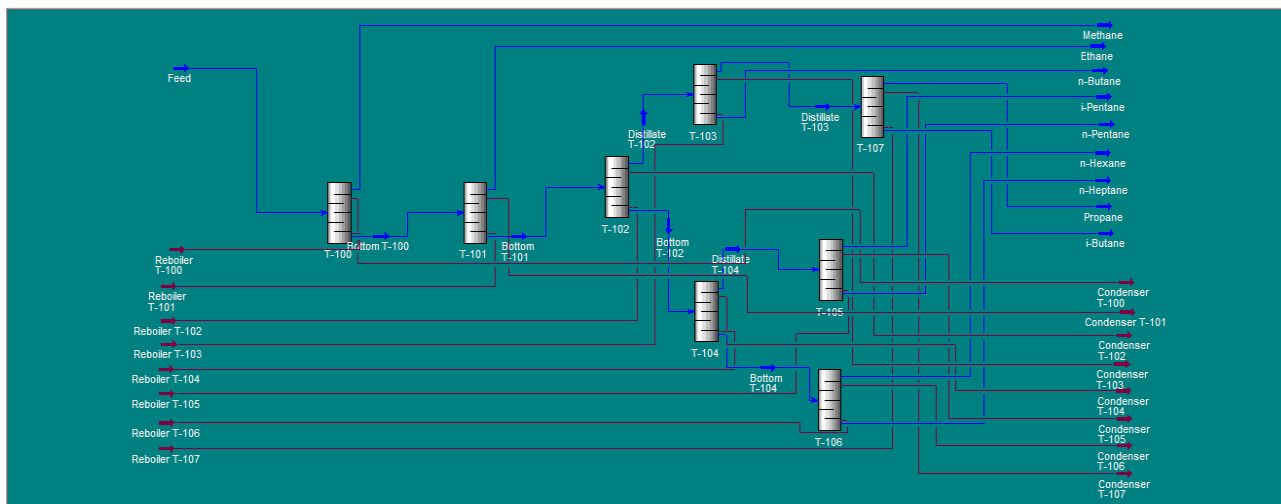 Methane
Ethane
Feed
n-Butane
i-Pentane
Distillate
T-102
T-103
Distillate
T-103
T-107
n-Pentane
n-Hexane
n-Heptane
Propane
i-Butane
T-100
Bottom T-100
T-101
Bottom
T-101
T-102
Bottom
T-102
Distillate
T-104
Reboiler
T-100
Reboiler
T-101
Reboiler T-102
Reboiler T-103
Reboiler T-104
Reboiler T-105
Reboiler T-106
Reboiler T-107
T-105
T-104
Bottom
T-104
T-106
Condenser
T-100
Condenser T-101
Condenser
T-102
Condenser
T-103
Condenser
T-104
Condenser
T-105
Condenser
T-106
Condenser
T-107